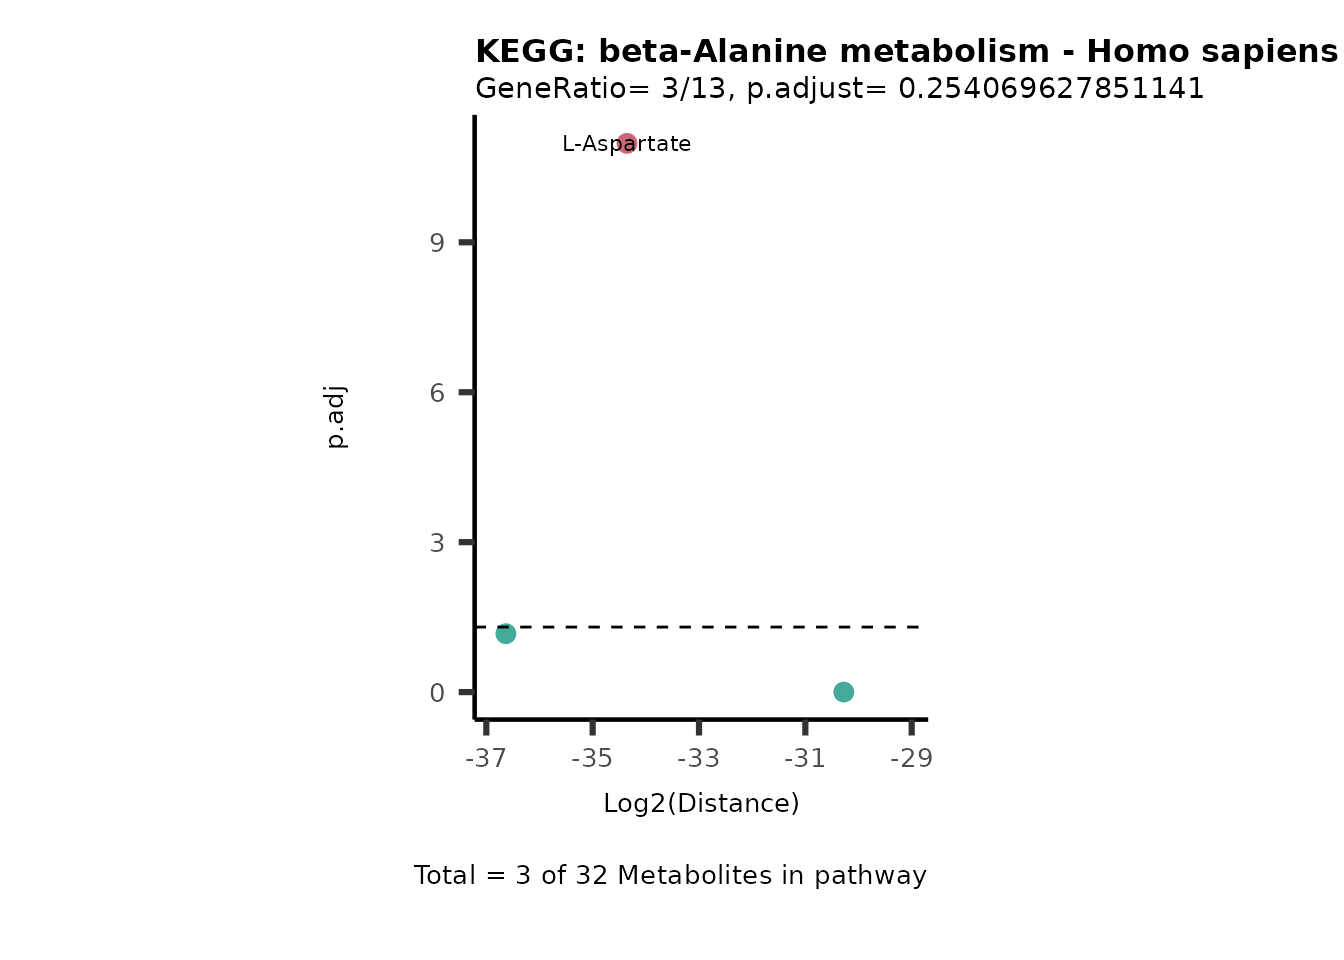 KEGG: beta-Alanine metabolism - Homo sapiens
GeneRatio= 3/13, p.adjust= 0.254069627851141
L-Aspartate
9
6
3
0
p.adj
-37 -35 -33 -31 -29
Log2(Distance)
Total = 3 of 32 Metabolites in pathway